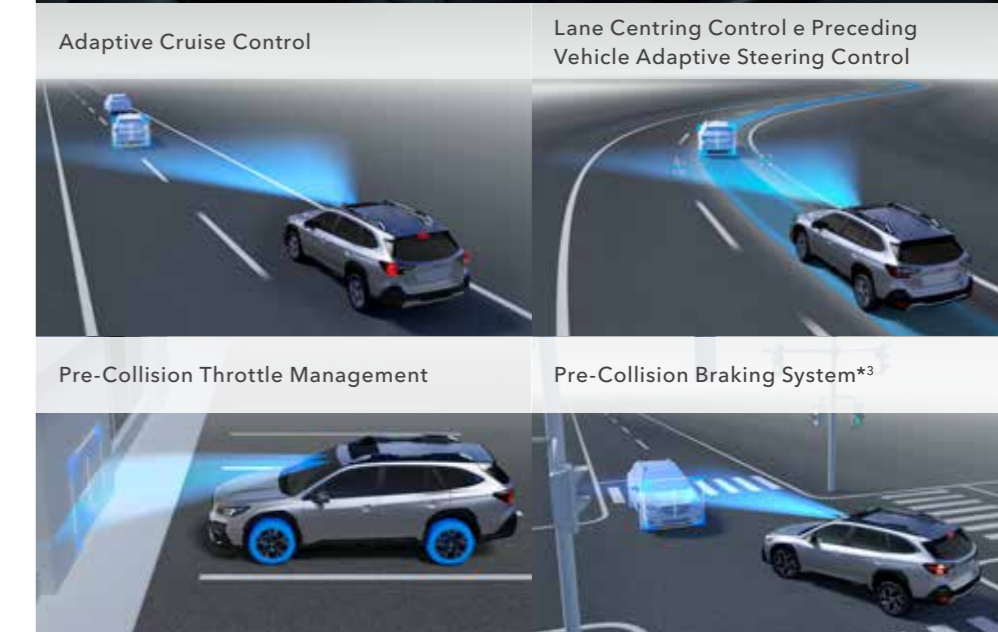 Adaptive Cruise Control
Lane Centring Control e Preceding
Vehicle Adaptive Steering Control
Pre-Collision Throttle Management
Pre-Collision Braking System*³